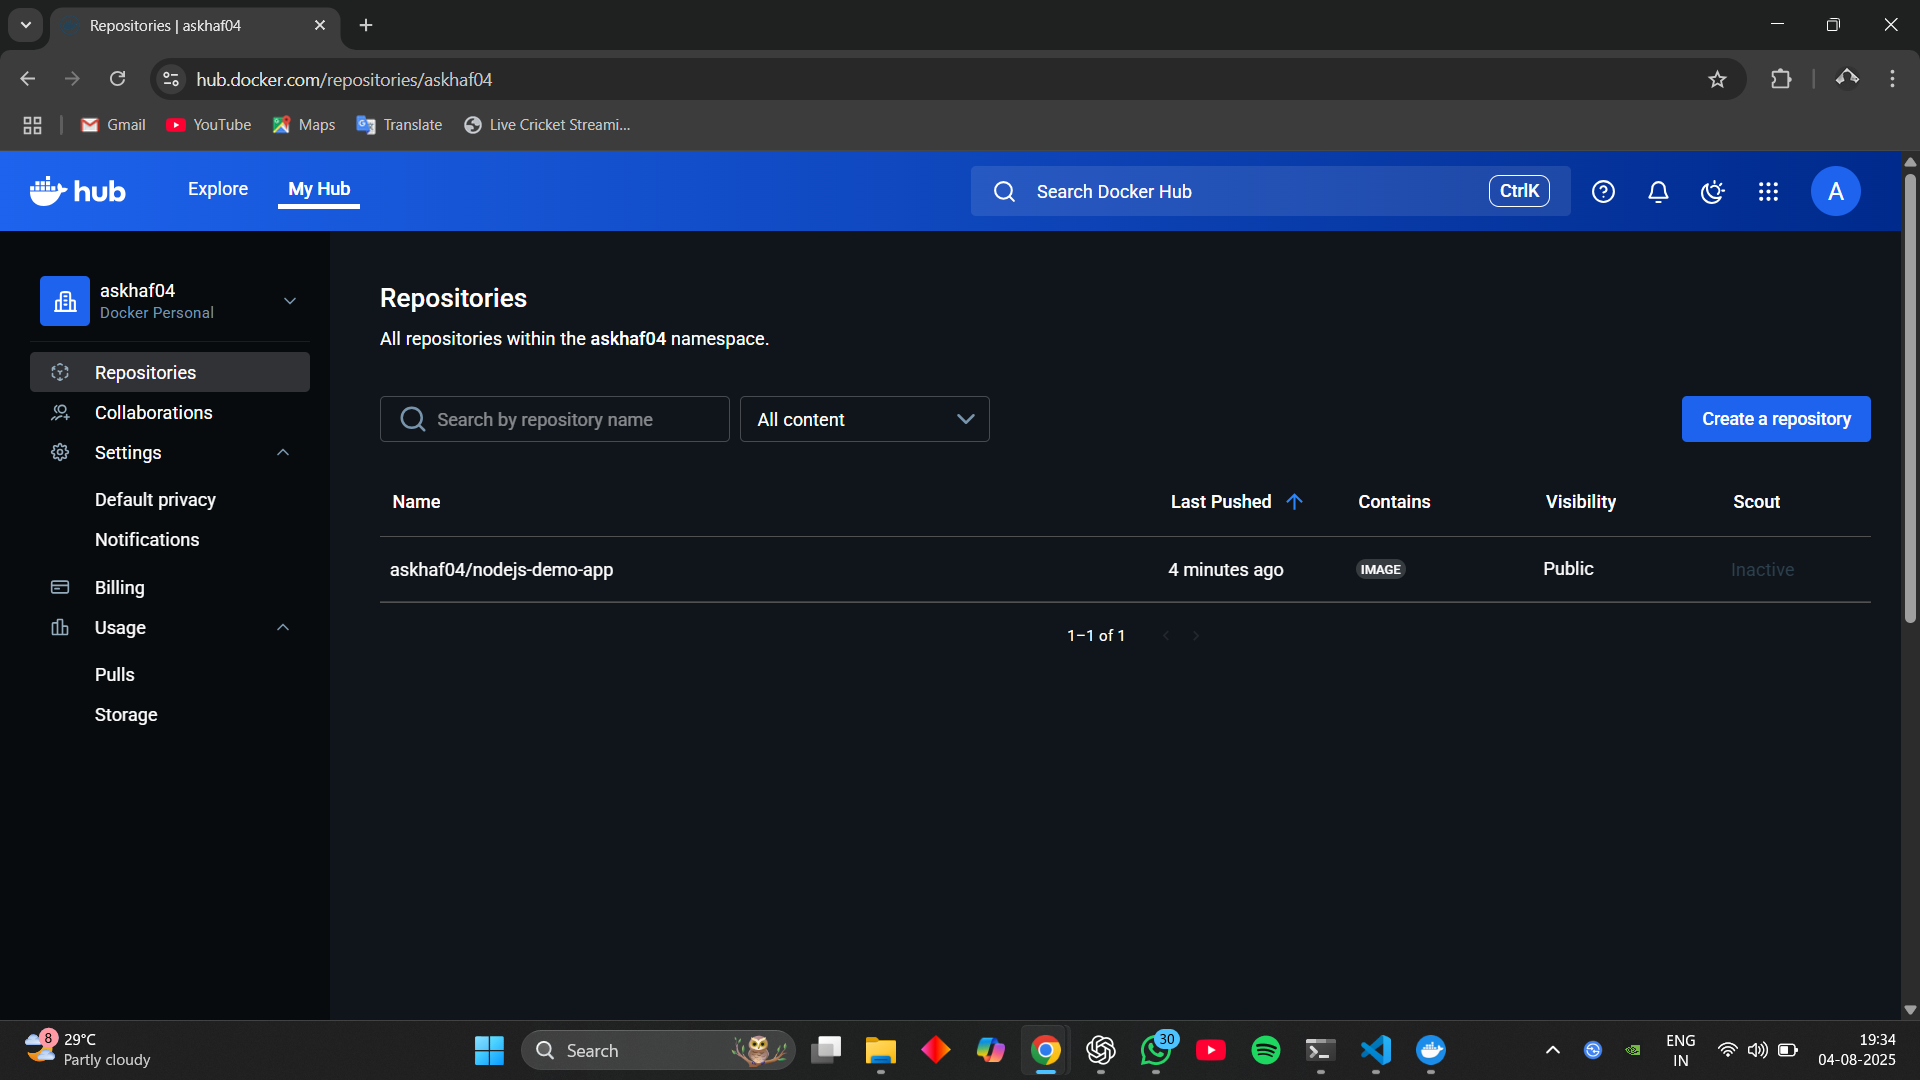 Repositories | askhaf04
hub.docker.com/repositories/askhaf04
Gmail YouTube Maps Translate Live Cricket Streami...
hub Explore My Hub Search Docker Hub CtrlK A
askhaf04
Docker Personal
Repositories
Collaborations
Settings
Default privacy
Notifications
Billing
Usage
Pulls
Storage
Repositories
All repositories within the askhaf04 namespace.
Search by repository name All content Create a repository
Name Last Pushed Contains Visibility Scout
askhaf04/nodejs-demo-app 4 minutes ago IMAGE Public Inactive
1–1 of 1
8 29°C
Partly cloudy
Search
30
ENG
IN
19:34
04-08-2025